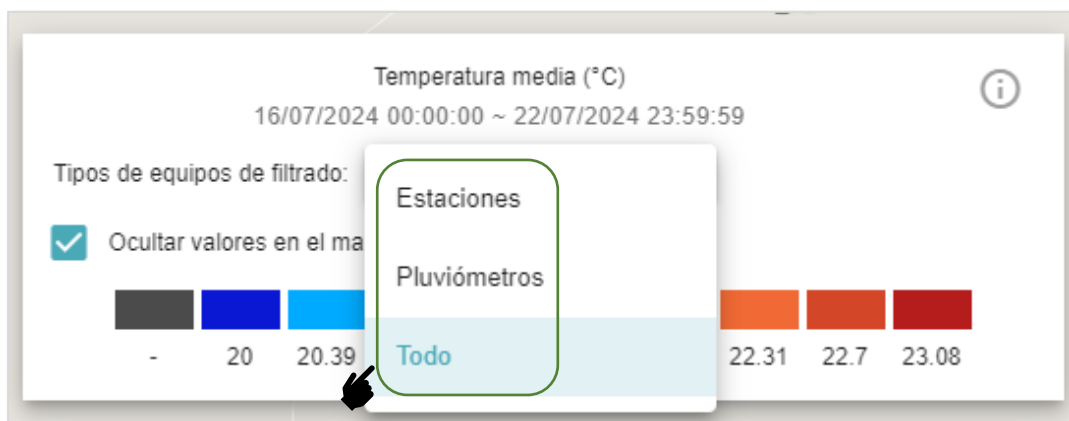 Temperatura media (°C)
16/07/2024 00:00:00 ~ 22/07/2024 23:59:59
Tipos de equipos de filtrado:
Estaciones
Ocultar valores en el ma
Pluviómetros
Todo
- 20 20.39 22.31 22.7 23.08